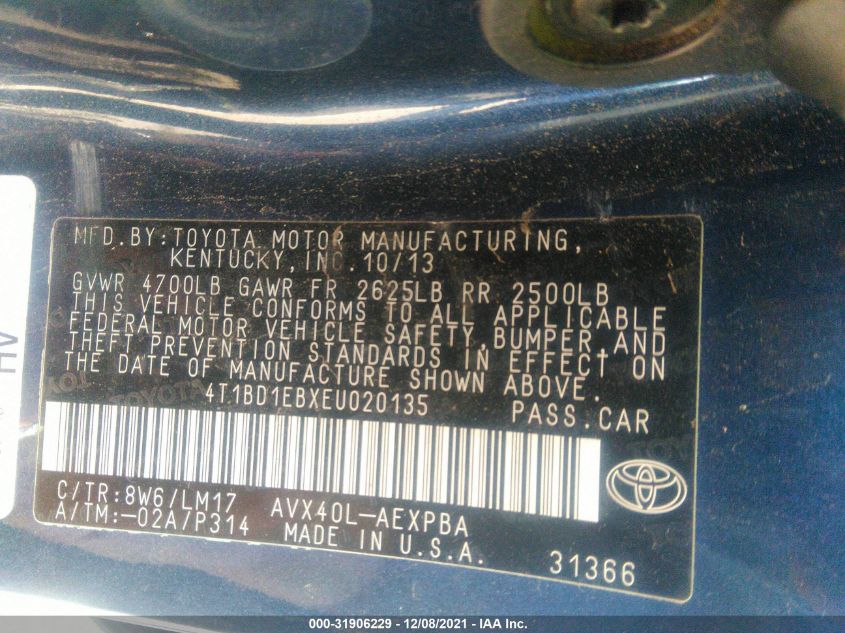 MFD.BY:TOYOTA MOTOR MANUFACTURING,
KENTUCKY,INC.10/13
GVWR 4700LB GAWR FR 2625LB RR 2500LB
THIS VEHICLE CONFORMS TO ALL APPLICABLE
FEDERAL MOTOR VEHICLE SAFETY,BUMPER,AND
THEFT PREVENTION STANDARDS IN EFFECT ON
THE DATE OF MANUFACTURE SHOWN ABOVE.
4T1BD1EBXEU020135 PASS.CAR
C/TR:8W6/LM17 AVX40L-AEXPBA
A/TM:-02A/P314 MADE IN U.S.A.
31366
HV
TOYOTA
000-31906229 - 12/08/2021 - IAA Inc.